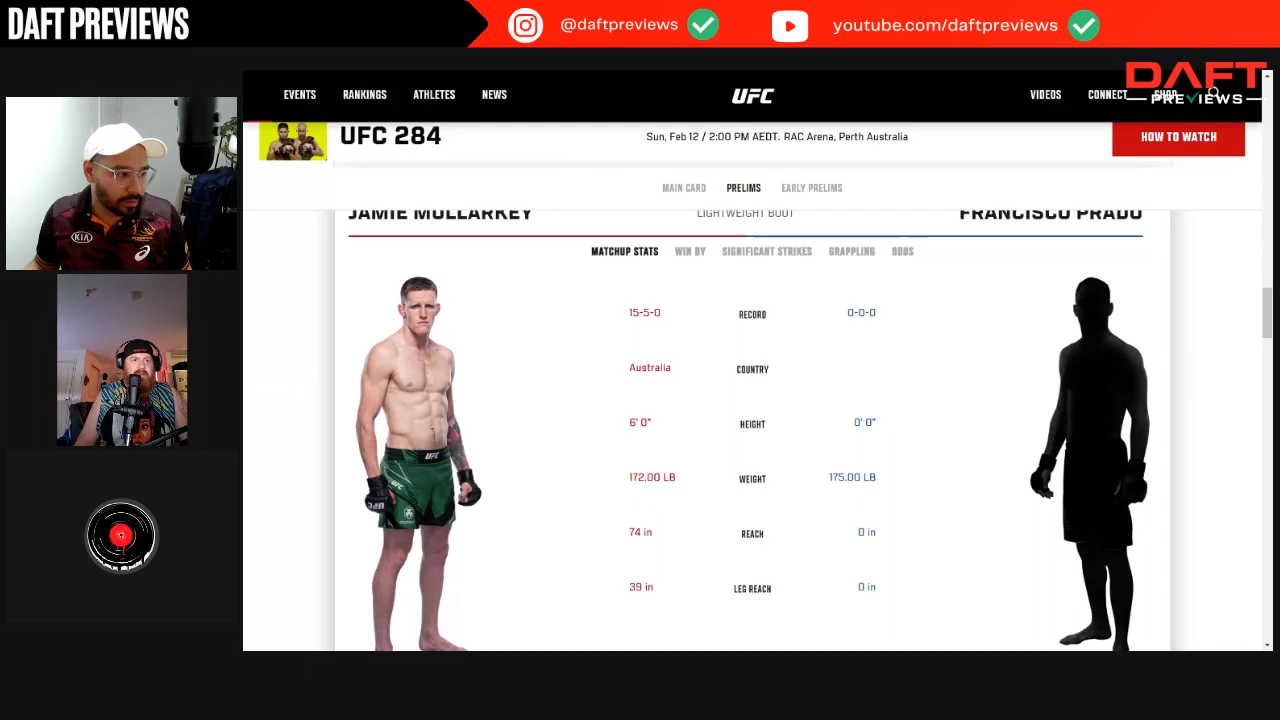 DAFT PREVIEWS
@daftpreviews
youtube.com/daftpreviews
DAFT
PREVIEWS
EVENTS RANKINGS ATHLETES NEWS
UFC
VIDEOS CONNECT SHOP
UFC 284
Sun, Feb 12 / 2:00 PM AEDT. RAC Arena, Perth Australia
HOW TO WATCH
MAIN CARD PRELIMS EARLY PRELIMS
JAMIE MULLARKEY LIGHTWEIGHT BOUT FRANCISCO PRADO
MATCHUP STATS WIN BY SIGNIFICANT STRIKES GRAPPLING ODDS
15-5-0 RECORD 0-0-0
Australia COUNTRY
6' 0" HEIGHT 0' 0"
172.00 LB WEIGHT 175.00 LB
74 in REACH 0 in
39 in LEG REACH 0 in
KIA
UFC
UFC